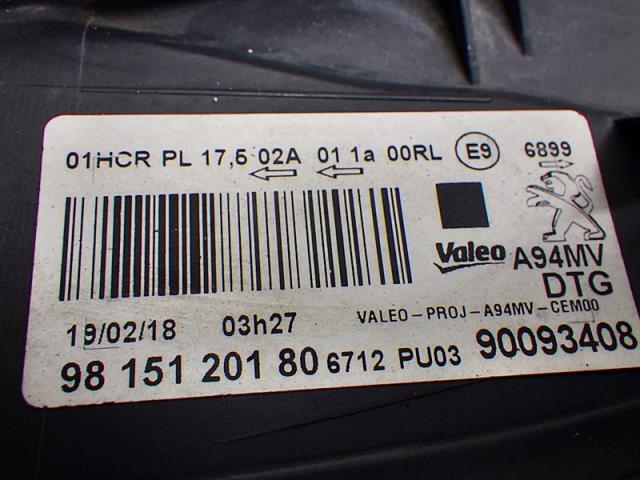 01HCR PL 17,5 02A 01 1a 00RL E9 6899
Valeo A94MV
DTG
19/02/18 03h27 VALEO-PROJ-A94MV-CEM00
98 151 201 80 6712 PU03 90093408